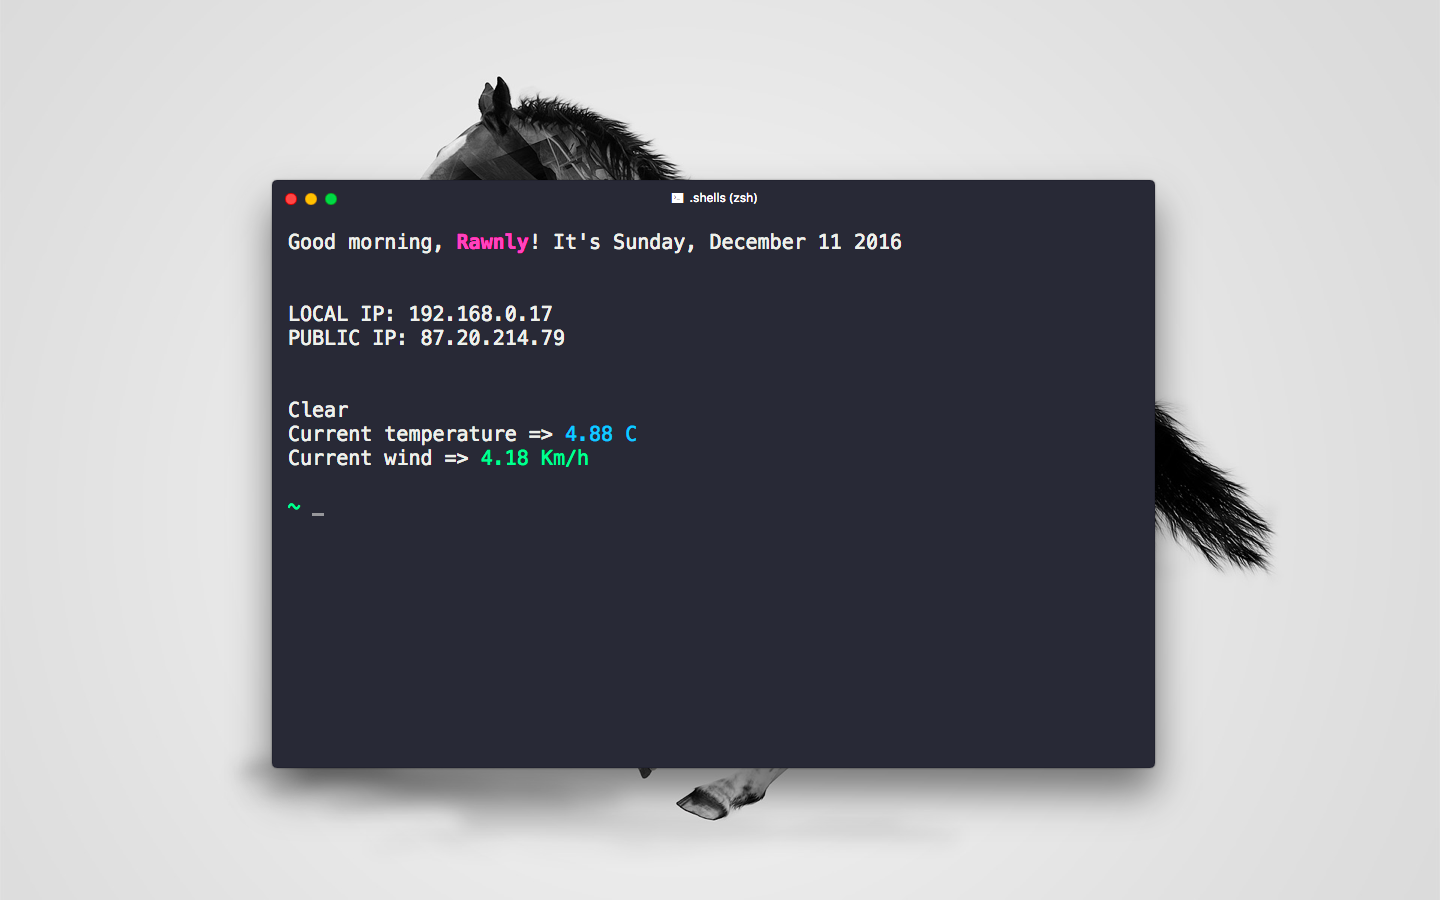 .shells (zsh)
Good morning, Rawnly! It's Sunday, December 11 2016
LOCAL IP: 192.168.0.17
PUBLIC IP: 87.20.214.79
Clear
Current temperature => 4.88 C
Current wind => 4.18 Km/h
~ _